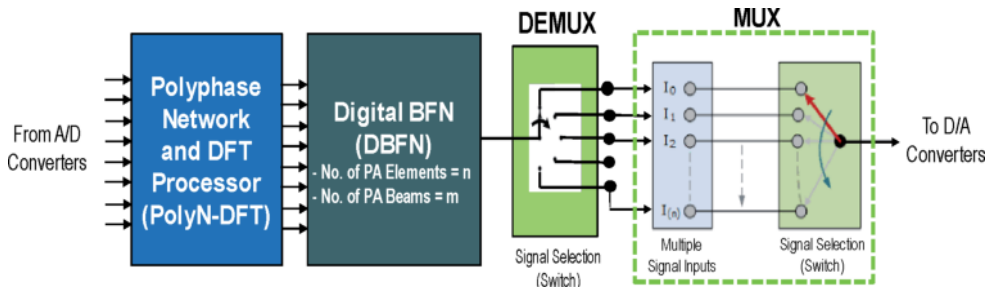 DEMUX
MUX
From A/D
Converters
Polyphase
Network
and DFT
Processor
(PolyN-DFT)
Digital BFN
(DBFN)
- No. of PA Elements = n
- No. of PA Beams = m
Signal Selection
(Switch)
I0
I1
I2
I(n)
Multiple
Signal Inputs
Signal Selection
(Switch)
To D/A
Converters